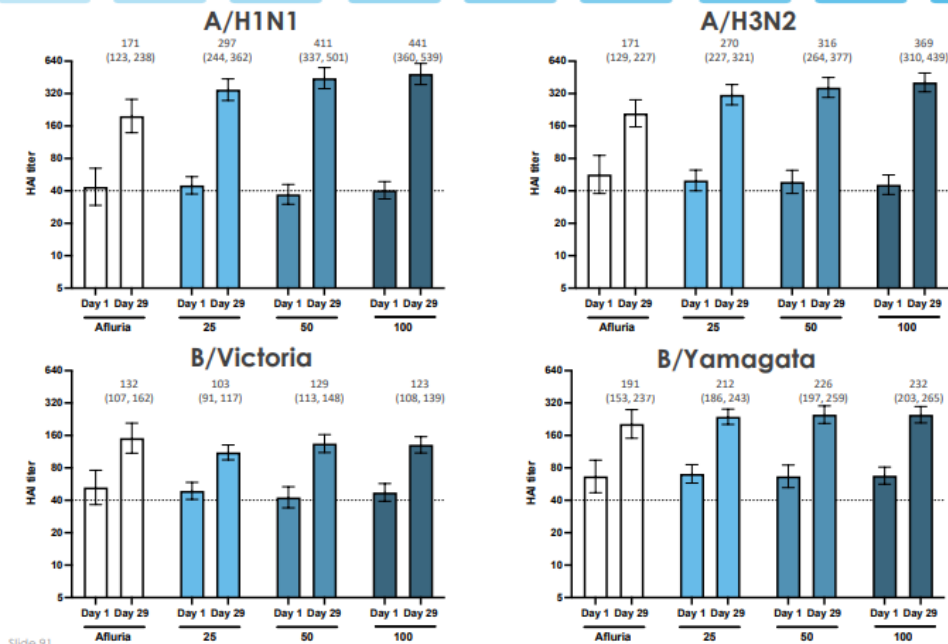 A/H1N1
171 297 411 441
(123, 238) (244, 362) (337, 501) (360, 539)
640
320
160
80
40
20
10
5
HAI titer
Day 1 Day 29 Day 1 Day 29 Day 1 Day 29 Day 1 Day 29
Afluria 25 50 100
A/H3N2
171 270 316 369
(129, 227) (227, 321) (264, 377) (310, 439)
640
320
160
80
40
20
10
5
HAI titer
Day 1 Day 29 Day 1 Day 29 Day 1 Day 29 Day 1 Day 29
Afluria 25 50 100
B/Victoria
132 103 129 123
(107, 162) (91, 117) (113, 148) (108, 139)
640
320
160
80
40
20
10
5
HAI titer
Day 1 Day 29 Day 1 Day 29 Day 1 Day 29 Day 1 Day 29
Afluria 25 50 100
B/Yamagata
191 212 226 232
(153, 237) (186, 243) (197, 259) (203, 265)
640
320
160
80
40
20
10
5
HAI titer
Day 1 Day 29 Day 1 Day 29 Day 1 Day 29 Day 1 Day 29
Afluria 25 50 100